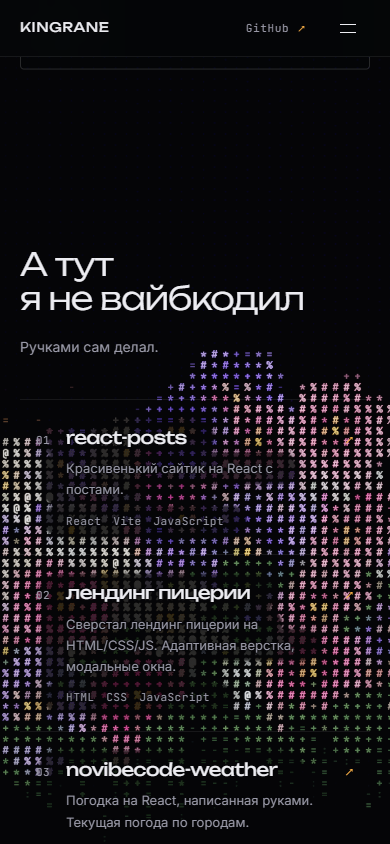 KINGRANE
GitHub ↗
А тут
я не вайбкодил
Ручками сам делал.
01
react-posts
Красивенький сайтик на React с
постами.
React Vite JavaScript
02
лендинг пицерии
Сверстал лендинг пицерии на
HTML/CSS/JS. Адаптивная верстка,
модальные окна.
HTML CSS JavaScript
03
novibecode-weather ↗
Погодка на React, написанная руками.
Текущая погода по городам.